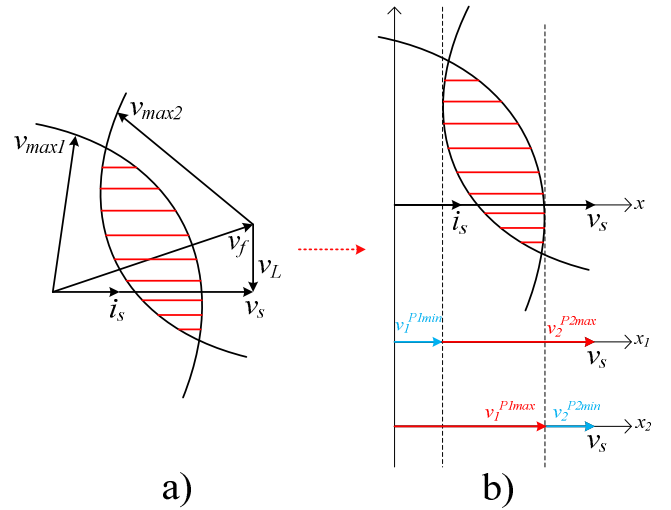 v_max1
v_max2
v_f
v_L
i_s
v_s
a)
x
i_s
v_s
v_1^P1min
v_2^P2max
x_1
v_s
v_1^P1max
v_2^P2min
x_2
v_s
b)